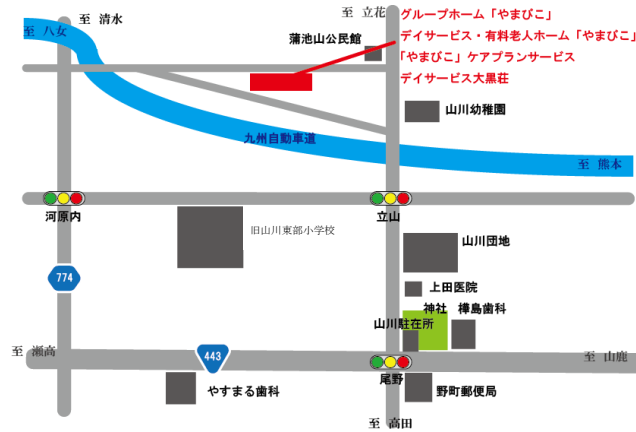 至 立花
グループホーム「やまびこ」
至 清水
至 八女
デイサービス・有料老人ホーム「やまびこ」
蒲池山公民館
「やまびこ」ケアプランサービス
デイサービス大黒荘
山川幼稚園
九州自動車道
至 熊本
河原内
立山
旧山川東部小学校
山川団地
774
上田医院
神社
樺島歯科
山川駐在所
至 瀬高
443
至 山鹿
尾野
やすまる歯科
野町郵便局
至 高田